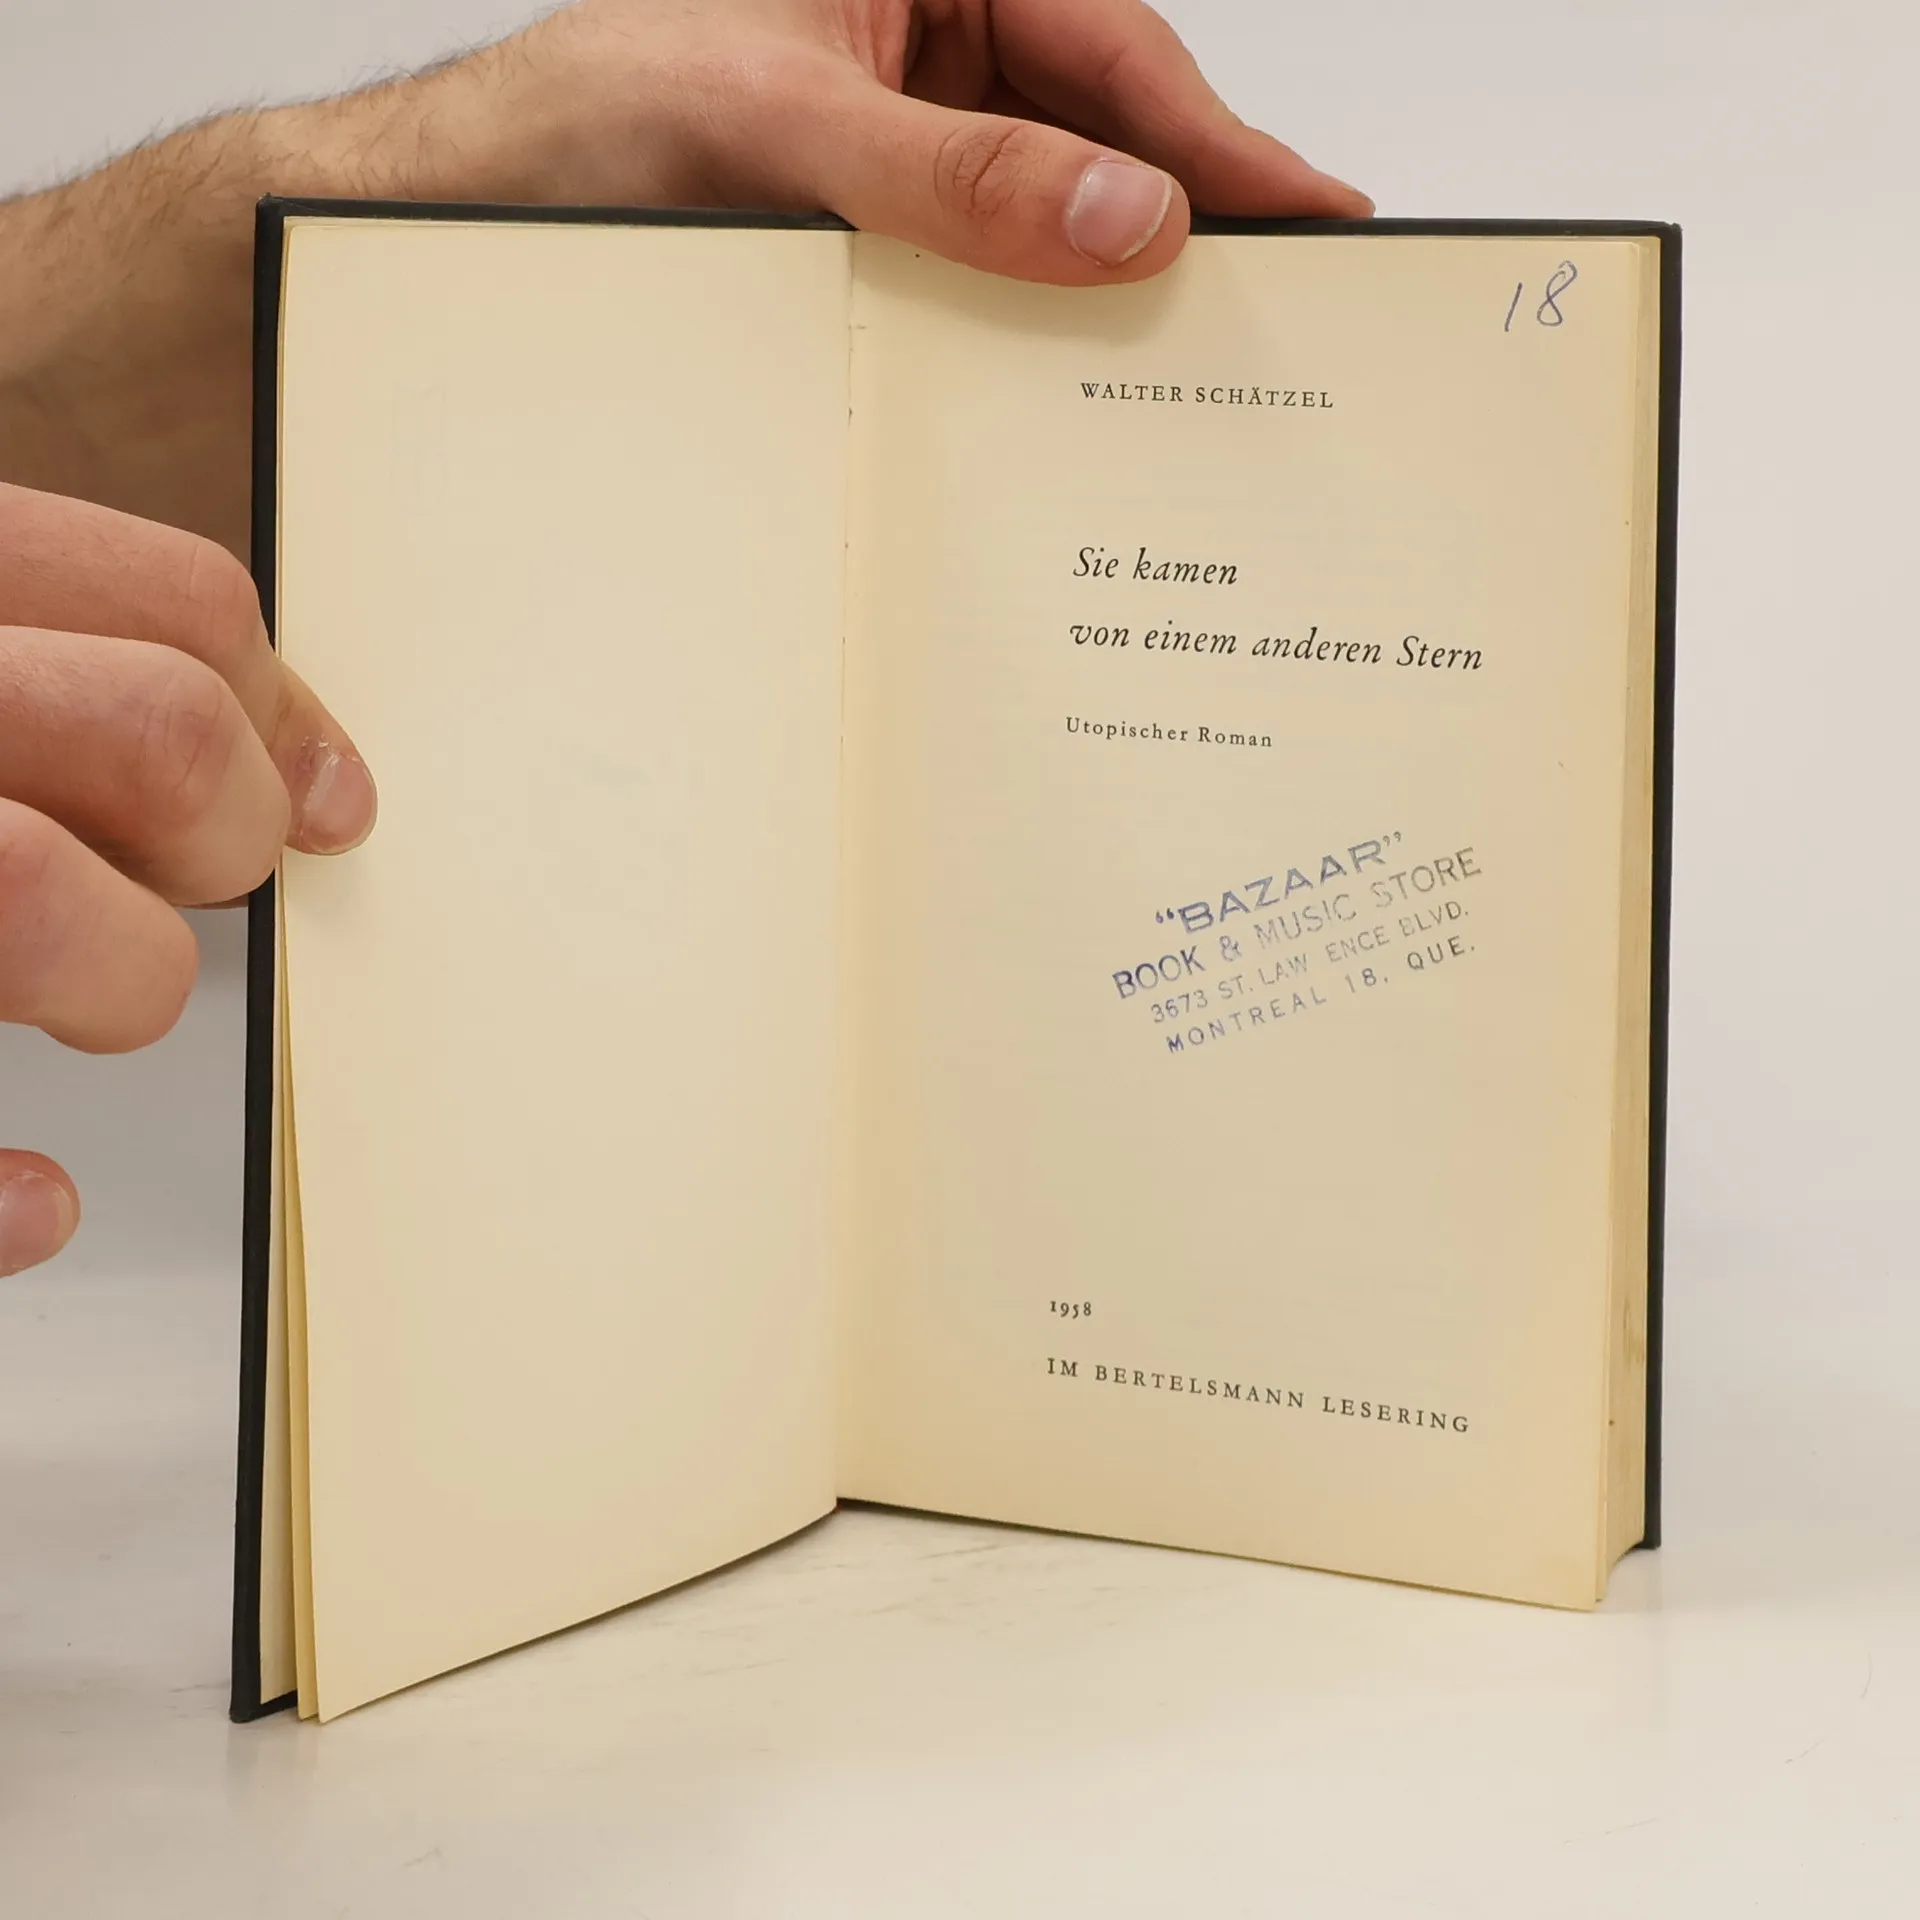 18
WALTER SCHÄTZEL
Sie kamen
von einem anderen Stern
Utopischer Roman
“BAZAAR”
BOOK & MUSIC STORE
3673 ST. LAW ENCE BLVD.
MONTREAL 18, QUE.
1958
IM BERTELSMANN LESERING